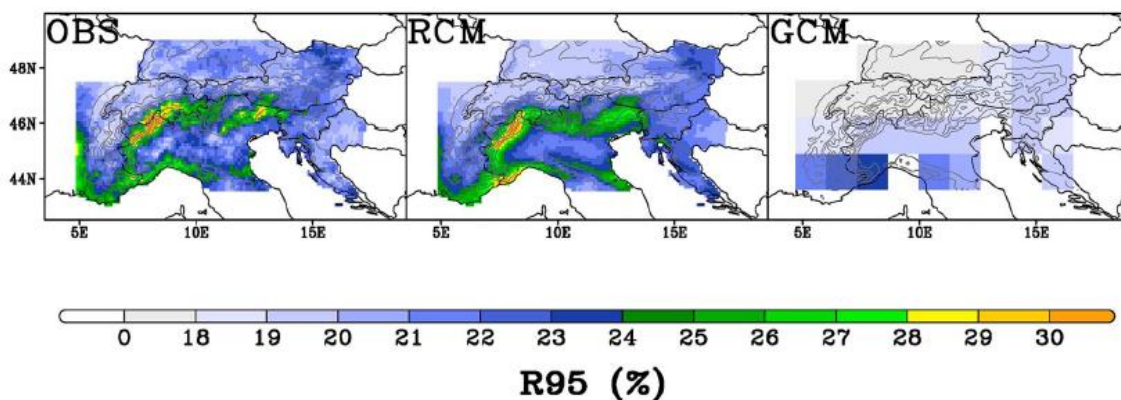 OBS RCM GCM
48N
46N
44N
5E 10E 15E 5E 10E 15E 5E 10E 15E
0 18 19 20 21 22 23 24 25 26 27 28 29 30
R95 (%)